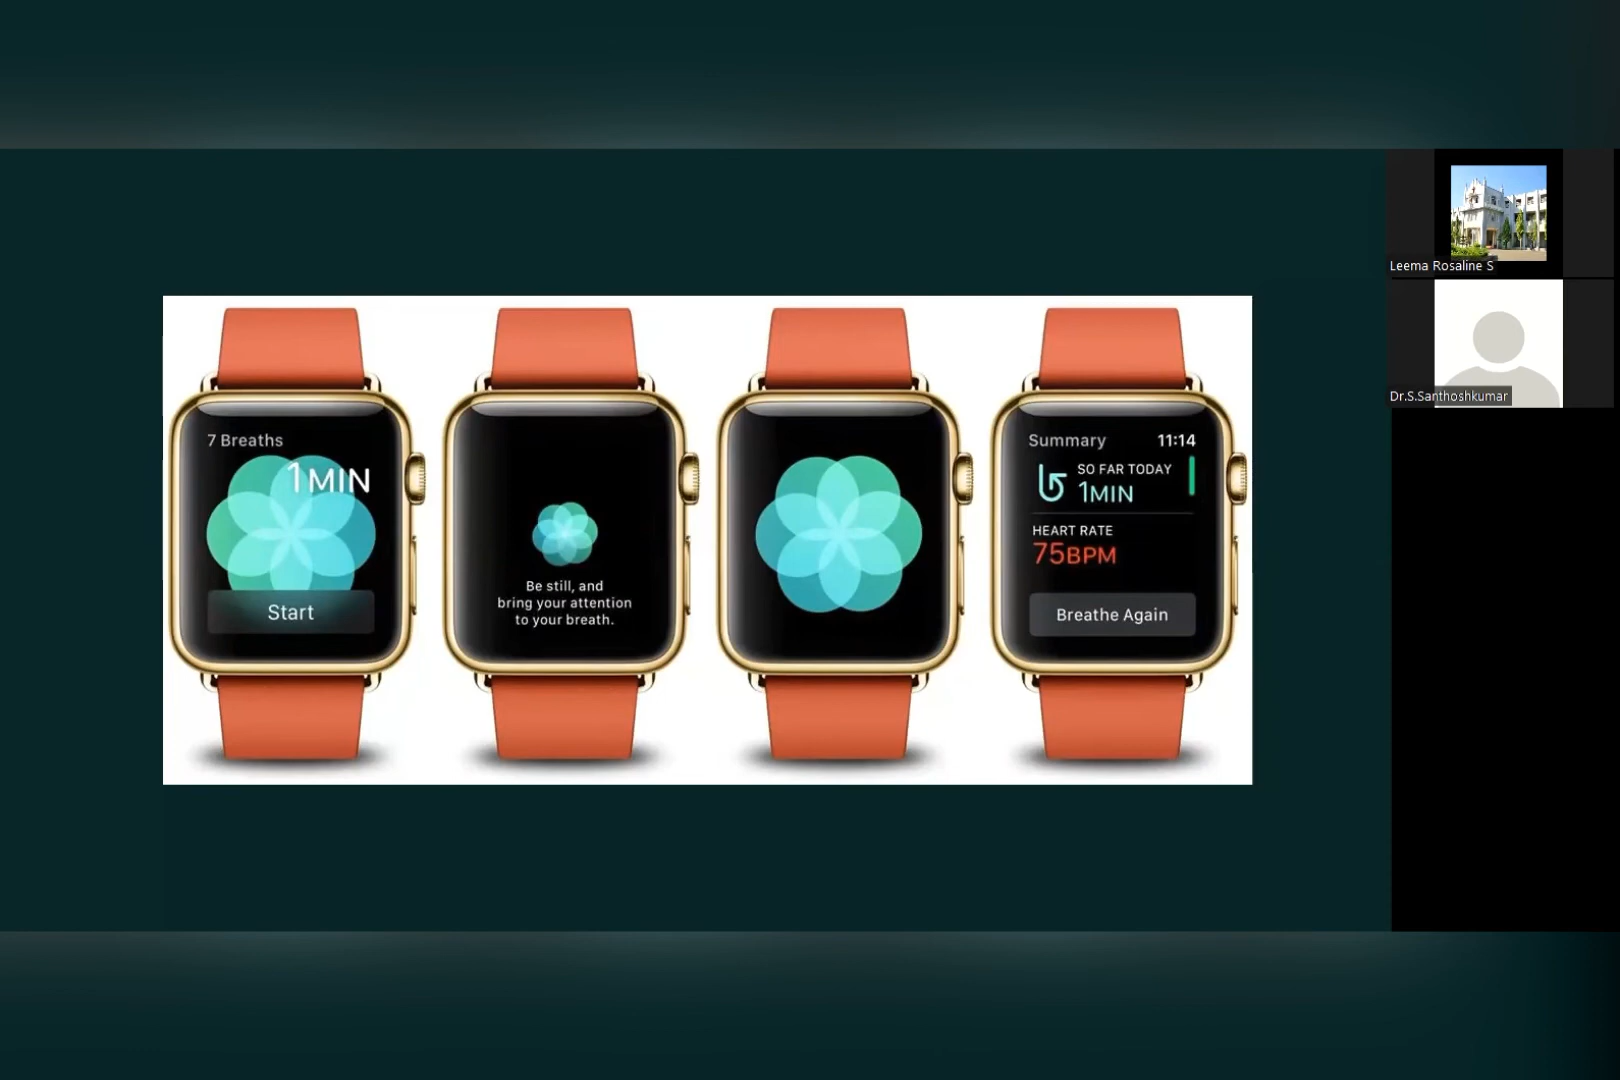 7 Breaths
1MIN
Start
Be still, and
bring your attention
to your breath.
Summary 11:14
SO FAR TODAY
1MIN
HEART RATE
75BPM
Breathe Again
Leema Rosaline S
Dr.S.Santhoshkumar